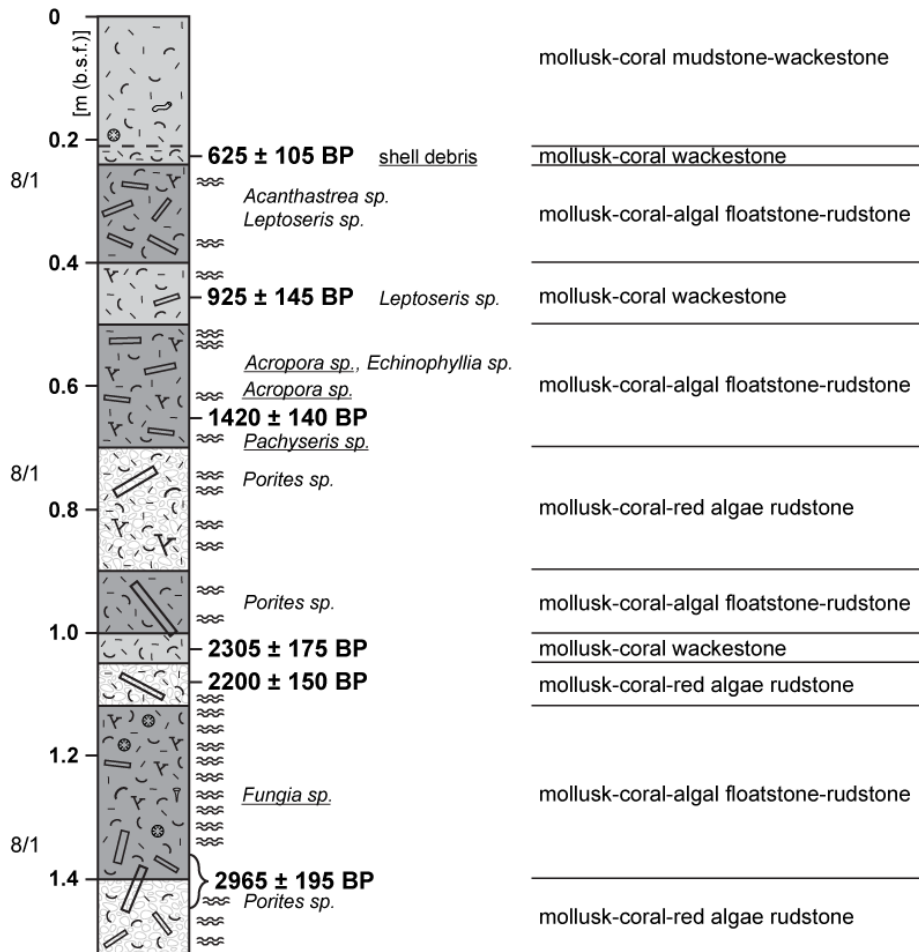 0
[m (b.s.f.)]
mollusk-coral mudstone-wackestone
0.2
625 ± 105 BP shell debris mollusk-coral wackestone
8/1
Acanthastrea sp.
Leptoseris sp.
mollusk-coral-algal floatstone-rudstone
0.4
925 ± 145 BP Leptoseris sp. mollusk-coral wackestone
Acropora sp., Echinophyllia sp.
0.6
Acropora sp.
mollusk-coral-algal floatstone-rudstone
1420 ± 140 BP
Pachyseris sp.
8/1
Porites sp.
0.8
mollusk-coral-red algae rudstone
Porites sp. mollusk-coral-algal floatstone-rudstone
1.0
2305 ± 175 BP mollusk-coral wackestone
2200 ± 150 BP mollusk-coral-red algae rudstone
1.2
Fungia sp. mollusk-coral-algal floatstone-rudstone
8/1
1.4
2965 ± 195 BP
Porites sp.
mollusk-coral-red algae rudstone